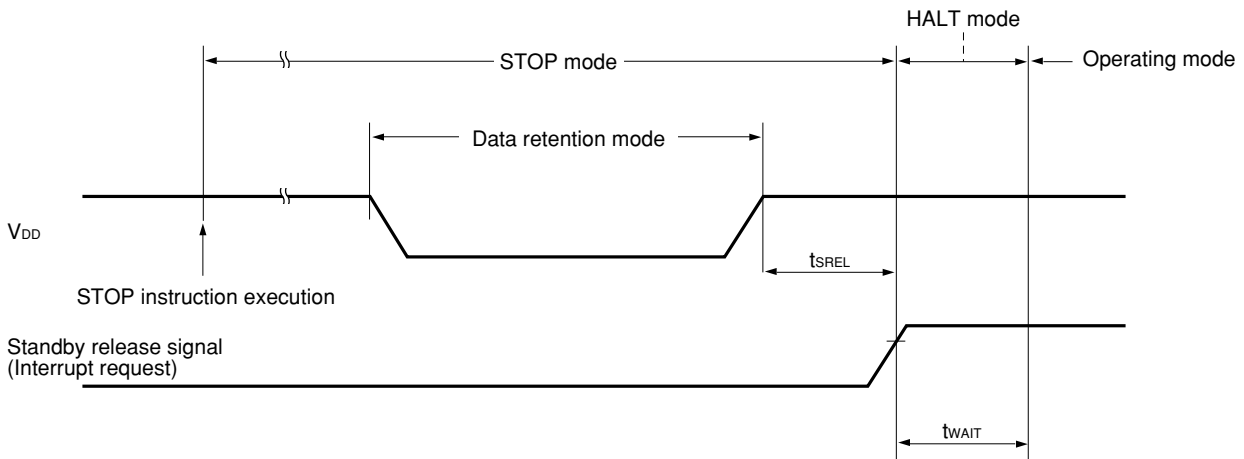 HALT mode
STOP mode
Operating mode
Data retention mode
VDD
tSREL
STOP instruction execution
Standby release signal
(Interrupt request)
tWAIT